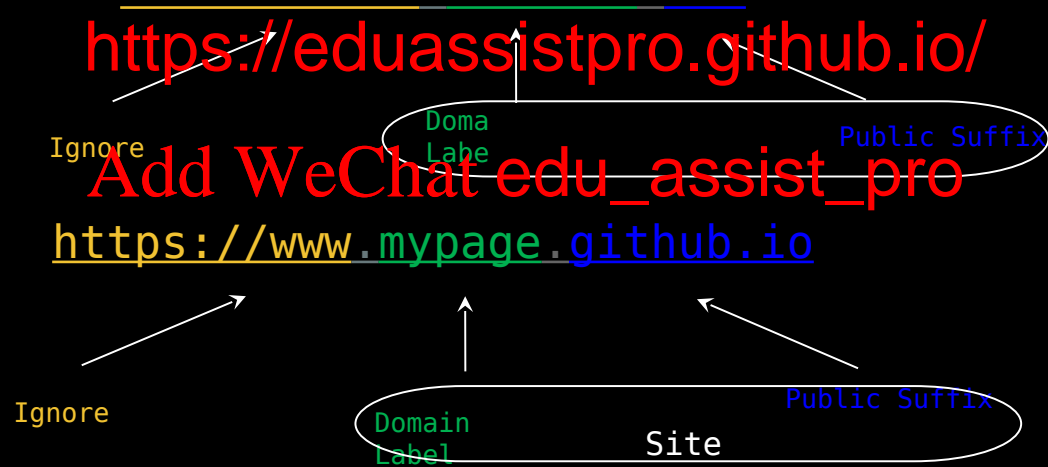 https://eduassistpro.github.io/
Doma
Ignore
Labe
Public Suffix
Add WeChat edu_assist_pro
https://www.mypage.github.io
Ignore
Domain
Label
Public Suffix
Site